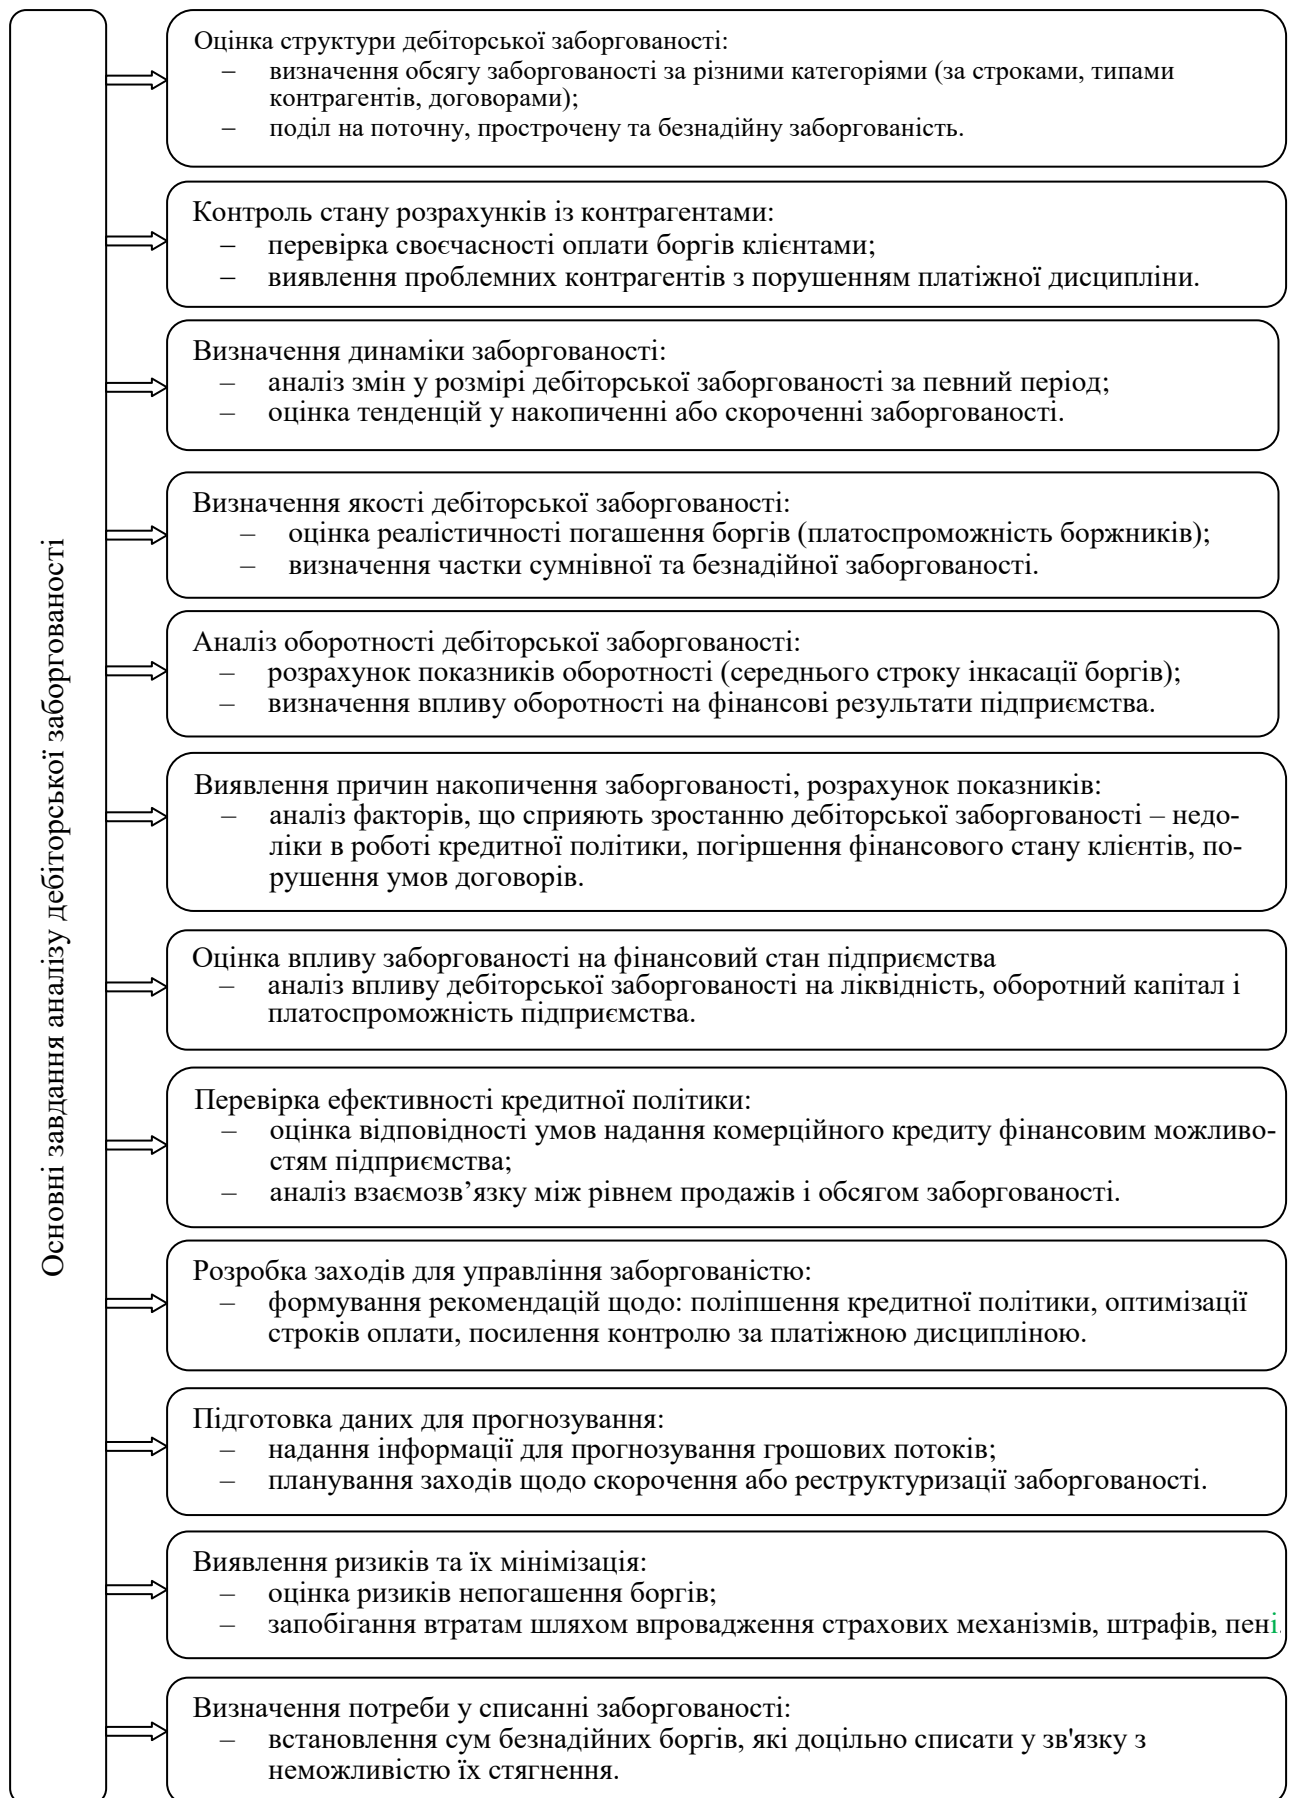 Основні завдання аналізу дебіторської заборгованості
Оцінка структури дебіторської заборгованості:
– визначення обсягу заборгованості за різними категоріями (за строками, типами
контрагентів, договорами);
– поділ на поточну, прострочену та безнадійну заборгованість.
Контроль стану розрахунків із контрагентами:
– перевірка своєчасності оплати боргів клієнтами;
– виявлення проблемних контрагентів з порушенням платіжної дисципліни.
Визначення динаміки заборгованості:
– аналіз змін у розмірі дебіторської заборгованості за певний період;
– оцінка тенденцій у накопиченні або скороченні заборгованості.
Визначення якості дебіторської заборгованості:
– оцінка реалістичності погашення боргів (платоспроможність боржників);
– визначення частки сумнівної та безнадійної заборгованості.
Аналіз оборотності дебіторської заборгованості:
– розрахунок показників оборотності (середнього строку інкасації боргів);
– визначення впливу оборотності на фінансові результати підприємства.
Виявлення причин накопичення заборгованості, розрахунок показників:
– аналіз факторів, що сприяють зростанню дебіторської заборгованості – недо-
ліки в роботі кредитної політики, погіршення фінансового стану клієнтів, по-
рушення умов договорів.
Оцінка впливу заборгованості на фінансовий стан підприємства
– аналіз впливу дебіторської заборгованості на ліквідність, оборотний капітал і
платоспроможність підприємства.
Перевірка ефективності кредитної політики:
– оцінка відповідності умов надання комерційного кредиту фінансовим можливо-
стям підприємства;
– аналіз взаємозв’язку між рівнем продажів і обсягом заборгованості.
Розробка заходів для управління заборгованістю:
– формування рекомендацій щодо: поліпшення кредитної політики, оптимізації
строків оплати, посилення контролю за платіжною дисципліною.
Підготовка даних для прогнозування:
– надання інформації для прогнозування грошових потоків;
– планування заходів щодо скорочення або реструктуризації заборгованості.
Виявлення ризиків та їх мінімізація:
– оцінка ризиків непогашення боргів;
– запобігання втратам шляхом впровадження страхових механізмів, штрафів, пені.
Визначення потреби у списанні заборгованості:
– встановлення сум безнадійних боргів, які доцільно списати у зв'язку з
неможливістю їх стягнення.